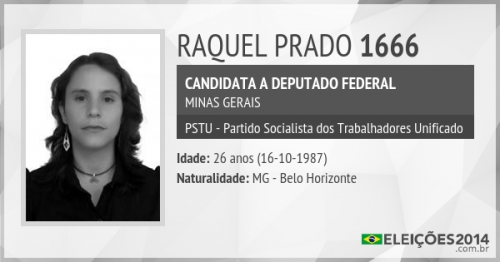 RAQUEL PRADO 1666
CANDIDATA A DEPUTADO FEDERAL
MINAS GERAIS
PSTU - Partido Socialista dos Trabalhadores Unificado
Idade: 26 anos (16-10-1987)
Naturalidade: MG - Belo Horizonte
ELEIÇÕES2014
.com.br